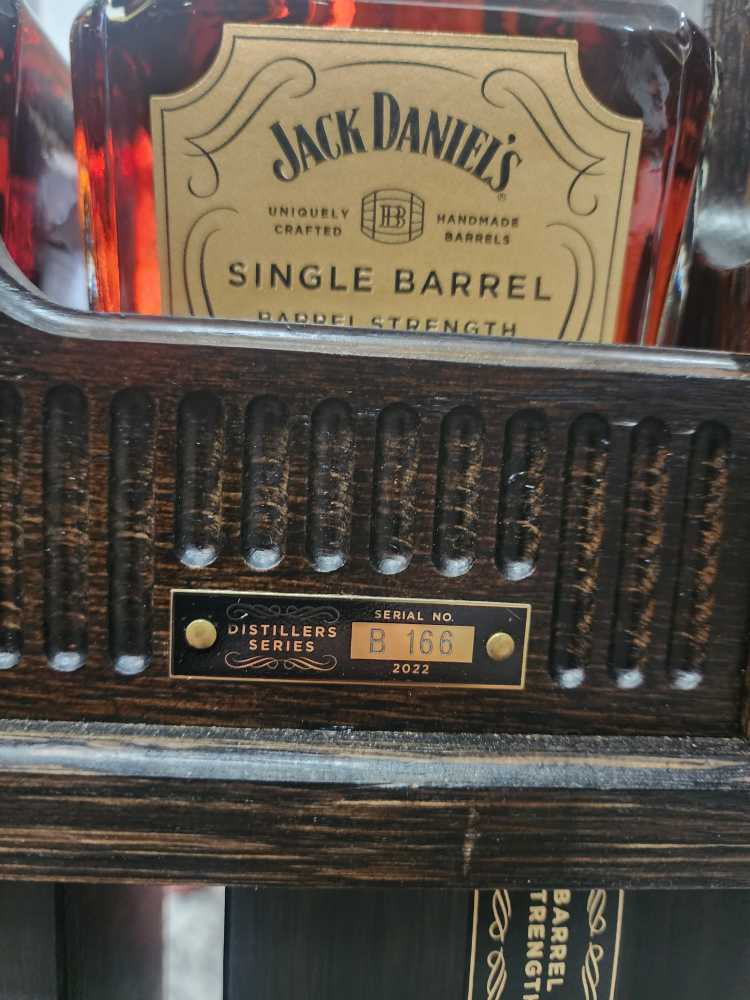 JACK DANIEL'S
UNIQUELY
CRAFTED
HANDMADE
BARRELS
SINGLE BARREL
BARREL STRENGTH
DISTILLERS
SERIES
SERIAL NO.
B 166
2022
BARREL
STRENGTH